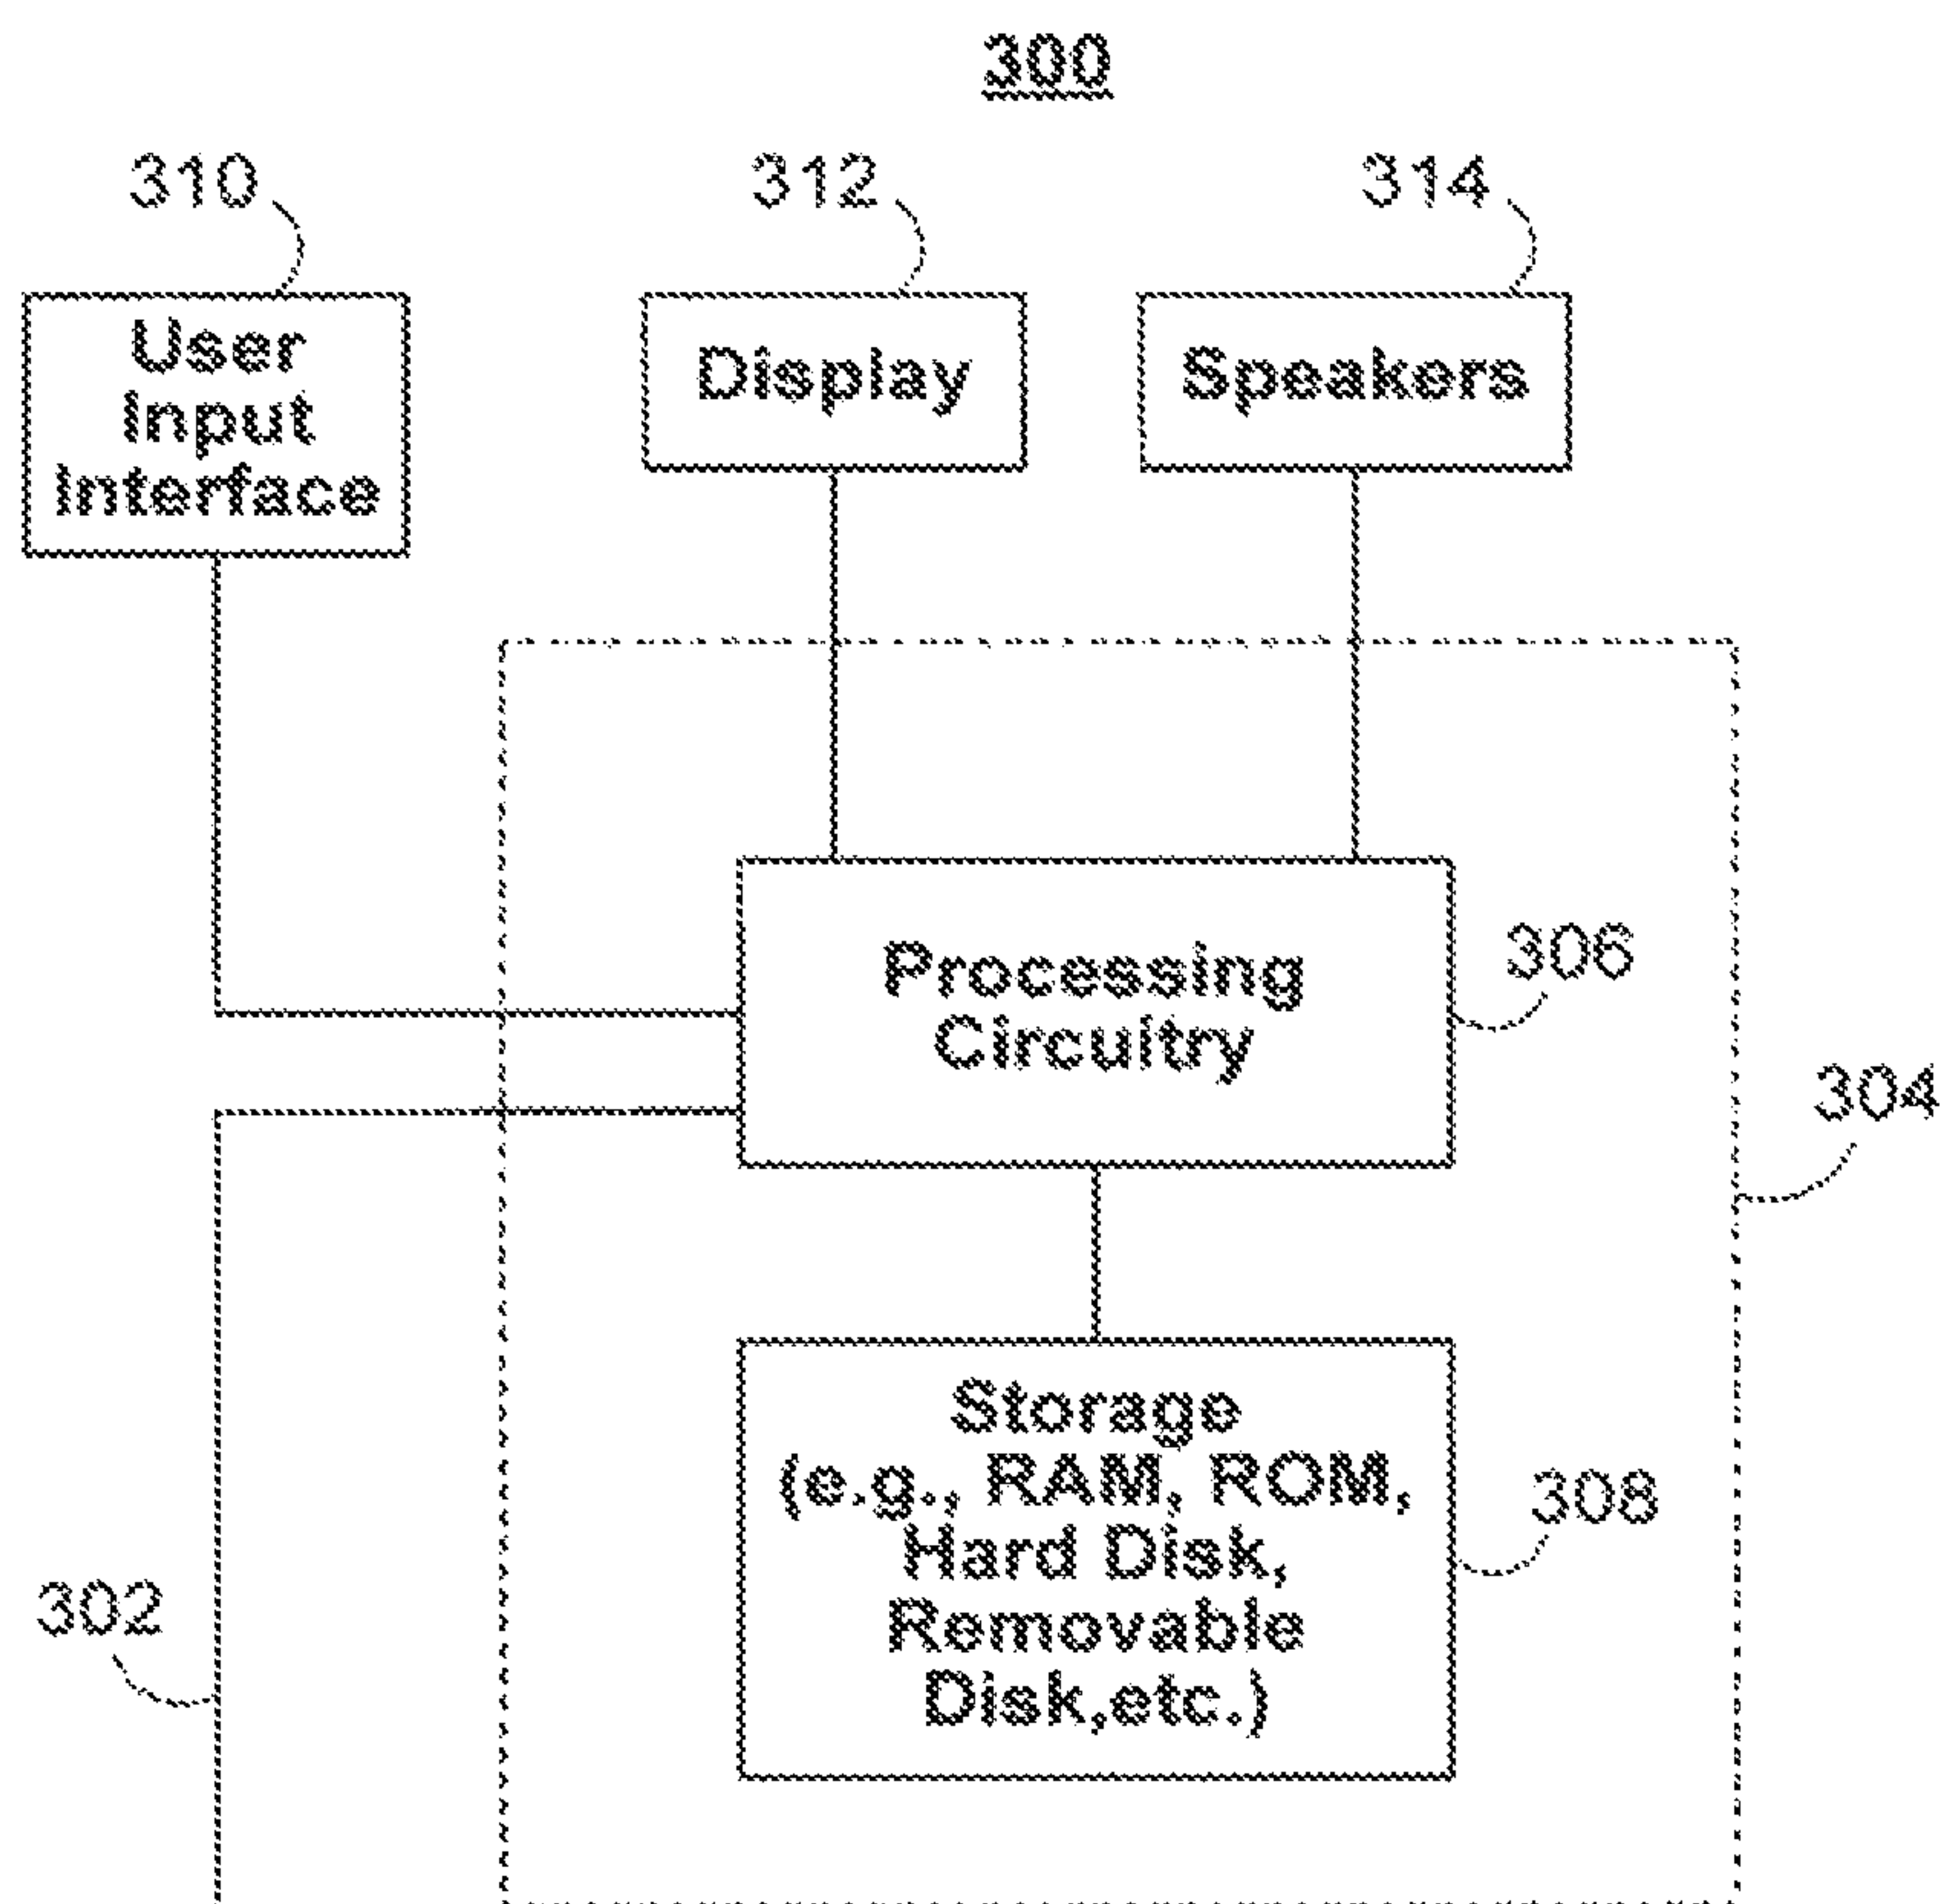 300
310
312
314
User
Input
Interface
Display
Speakers
Processing
Circuitry
306
304
Storage
(e.g., RAM, ROM,
Hard Disk,
Removable
Disk,etc.)
308
302